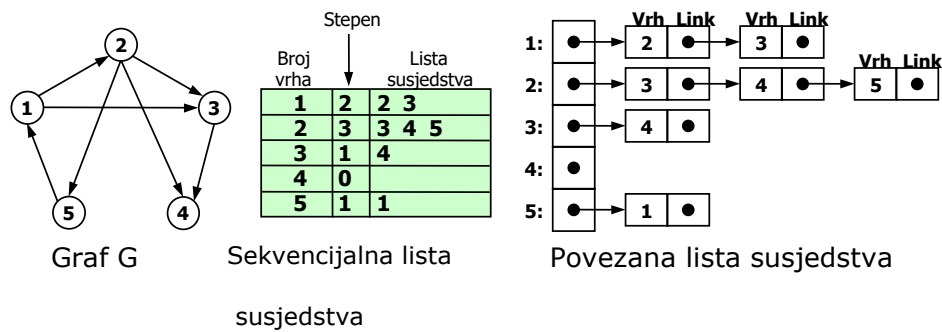 2
1
3
5
4
Graf G
Stepen
Broj
vrha
Lista
susjedstva
1 2 2 3
2 3 3 4 5
3 1 4
4 0
5 1 1
Sekvencijalna lista
susjedstva
Vrh Link Vrh Link
1: 2 3
Vrh Link
2: 3 4 5
3: 4
4:
5: 1
Povezana lista susjedstva